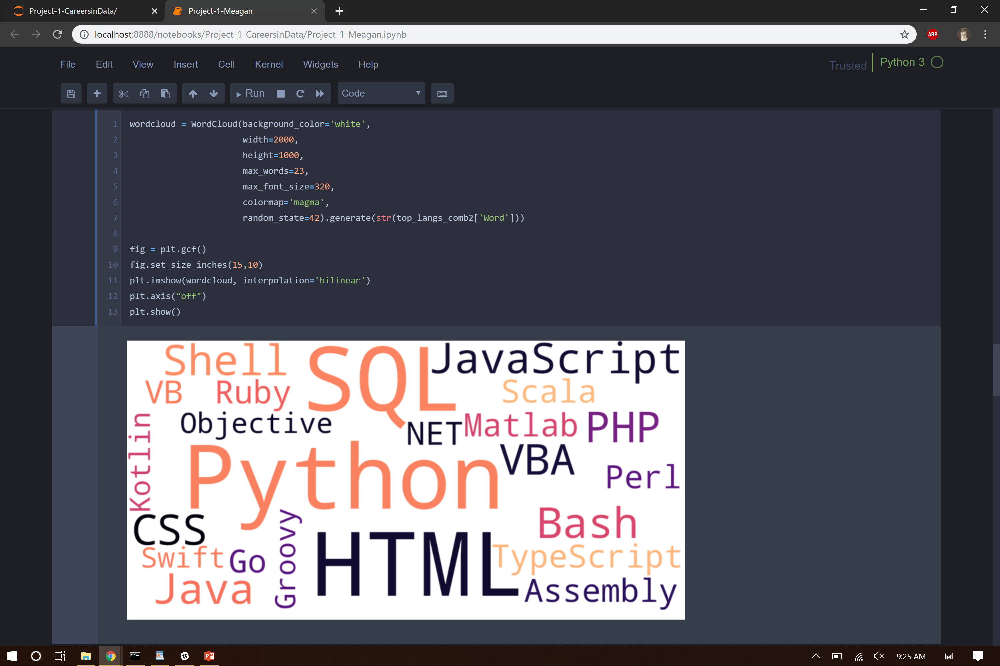 Project-1-CareersinData/
Project-1-Meagan
localhost:8888/notebooks/Project-1-CareersinData/Project-1-Meagan.ipynb
ABP
File Edit View Insert Cell Kernel Widgets Help
Trusted
Python 3
Run
Code
1 wordcloud = WordCloud(background_color='white',
2 width=2000,
3 height=1000,
4 max_words=23,
5 max_font_size=320,
6 colormap='magma',
7 random_state=42).generate(str(top_langs_comb2['Word']))
8
9 fig = plt.gcf()
10 fig.set_size_inches(15,10)
11 plt.imshow(wordcloud, interpolation='bilinear')
12 plt.axis("off")
13 plt.show()
Shell
SQL
JavaScript
VB
Ruby
Scala
Objective
NET
Matlab
PHP
Kotlin
Python
VBA
Perl
CSS
Groovy
HTML
Bash
Swift
Go
TypeScript
Java
Assembly
9:25 AM